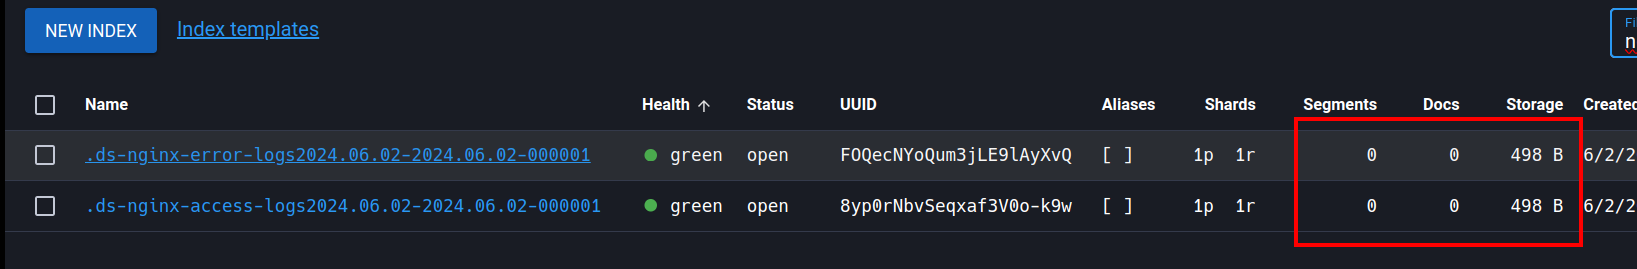 NEW INDEX Index templates
Fi
n
Name Health ↑ Status UUID Aliases Shards Segments Docs Storage Created
.ds-nginx-error-logs2024.06.02-2024.06.02-000001 green open FOQecNYoQum3jLE9lAyXvQ [ ] 1p 1r 0 0 498 B 6/2/2
.ds-nginx-access-logs2024.06.02-2024.06.02-000001 green open 8yp0rNbvSeqxaf3V0o-k9w [ ] 1p 1r 0 0 498 B 6/2/2